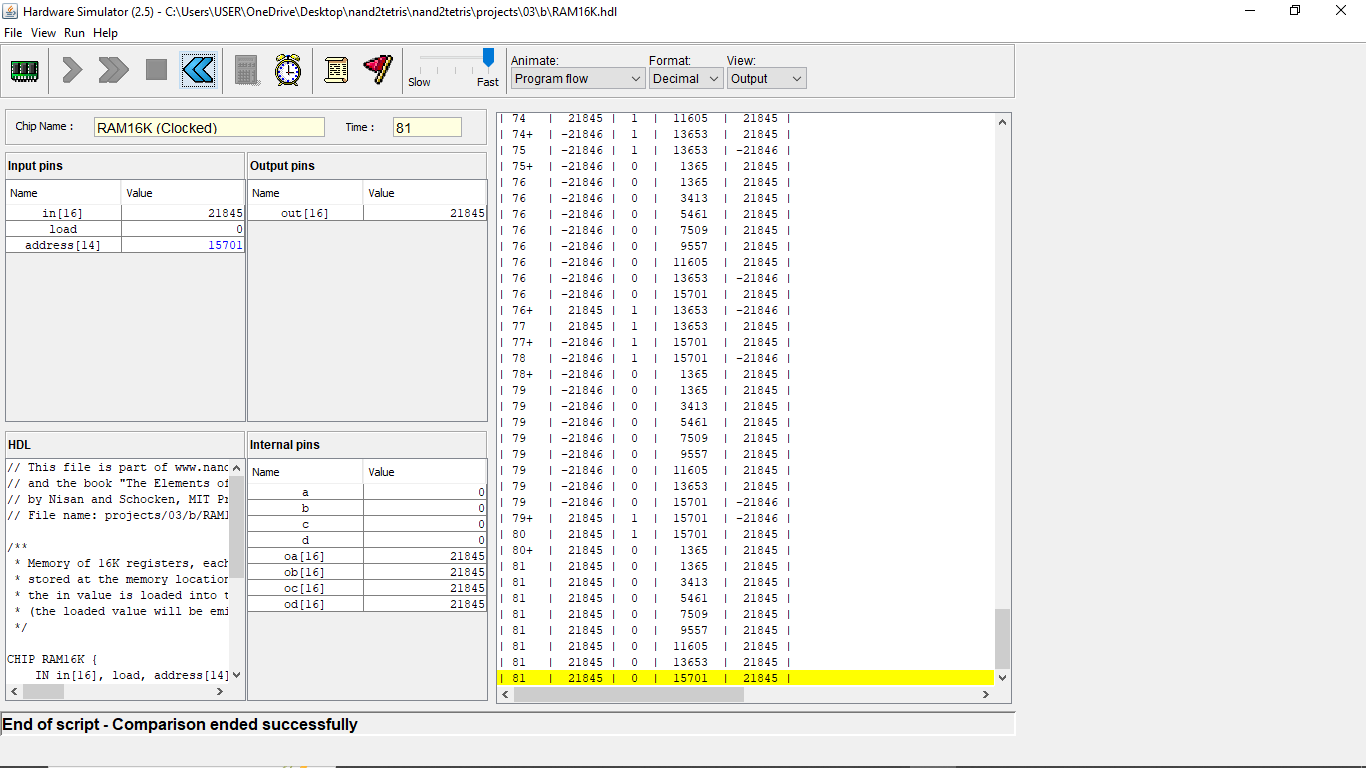 Hardware Simulator (2.5) - C:\Users\USER\OneDrive\Desktop\nand2tetris\nand2tetris\projects\03\b\RAM16K.hdl
File View Run Help
Slow Fast
Animate: Format: View:
Program flow Decimal Output
Chip Name : RAM16K (Clocked) Time : 81
Input pins
Name Value
in[16] 21845
load 0
address[14] 15701
Output pins
Name Value
out[16] 21845
HDL
// This file is part of www.nand
// and the book "The Elements of
// by Nisan and Schocken, MIT Pr
// File name: projects/03/b/RAM1
/**
* Memory of 16K registers, each
* stored at the memory location
* the in value is loaded into t
* (the loaded value will be emi
*/
CHIP RAM16K {
IN in[16], load, address[14]
Internal pins
Name Value
a 0
b 0
c 0
d 0
oa[16] 21845
ob[16] 21845
oc[16] 21845
od[16] 21845
| 74 | 21845 | 1 | 11605 | 21845 |
| 74+ | -21846 | 1 | 13653 | 21845 |
| 75 | -21846 | 1 | 13653 | -21846 |
| 75+ | -21846 | 0 | 1365 | 21845 |
| 76 | -21846 | 0 | 1365 | 21845 |
| 76 | -21846 | 0 | 3413 | 21845 |
| 76 | -21846 | 0 | 5461 | 21845 |
| 76 | -21846 | 0 | 7509 | 21845 |
| 76 | -21846 | 0 | 9557 | 21845 |
| 76 | -21846 | 0 | 11605 | 21845 |
| 76 | -21846 | 0 | 13653 | -21846 |
| 76 | -21846 | 0 | 15701 | 21845 |
| 76+ | 21845 | 1 | 13653 | -21846 |
| 77 | 21845 | 1 | 13653 | 21845 |
| 77+ | -21846 | 1 | 15701 | 21845 |
| 78 | -21846 | 1 | 15701 | -21846 |
| 78+ | -21846 | 0 | 1365 | 21845 |
| 79 | -21846 | 0 | 1365 | 21845 |
| 79 | -21846 | 0 | 3413 | 21845 |
| 79 | -21846 | 0 | 5461 | 21845 |
| 79 | -21846 | 0 | 7509 | 21845 |
| 79 | -21846 | 0 | 9557 | 21845 |
| 79 | -21846 | 0 | 11605 | 21845 |
| 79 | -21846 | 0 | 13653 | 21845 |
| 79 | -21846 | 0 | 15701 | -21846 |
| 79+ | 21845 | 1 | 15701 | -21846 |
| 80 | 21845 | 1 | 15701 | 21845 |
| 80+ | 21845 | 0 | 1365 | 21845 |
| 81 | 21845 | 0 | 1365 | 21845 |
| 81 | 21845 | 0 | 3413 | 21845 |
| 81 | 21845 | 0 | 5461 | 21845 |
| 81 | 21845 | 0 | 7509 | 21845 |
| 81 | 21845 | 0 | 9557 | 21845 |
| 81 | 21845 | 0 | 11605 | 21845 |
| 81 | 21845 | 0 | 13653 | 21845 |
| 81 | 21845 | 0 | 15701 | 21845 |
End of script - Comparison ended successfully